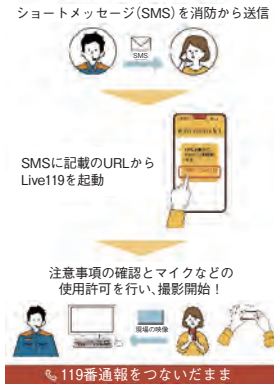 ショートメッセージ(SMS)を消防から送信
SMS
SMSに記載のURLから
Live119を起動
注意事項の確認とマイクなどの
使用許可を行い、撮影開始！
現場の映像
119番通報をつないだまま